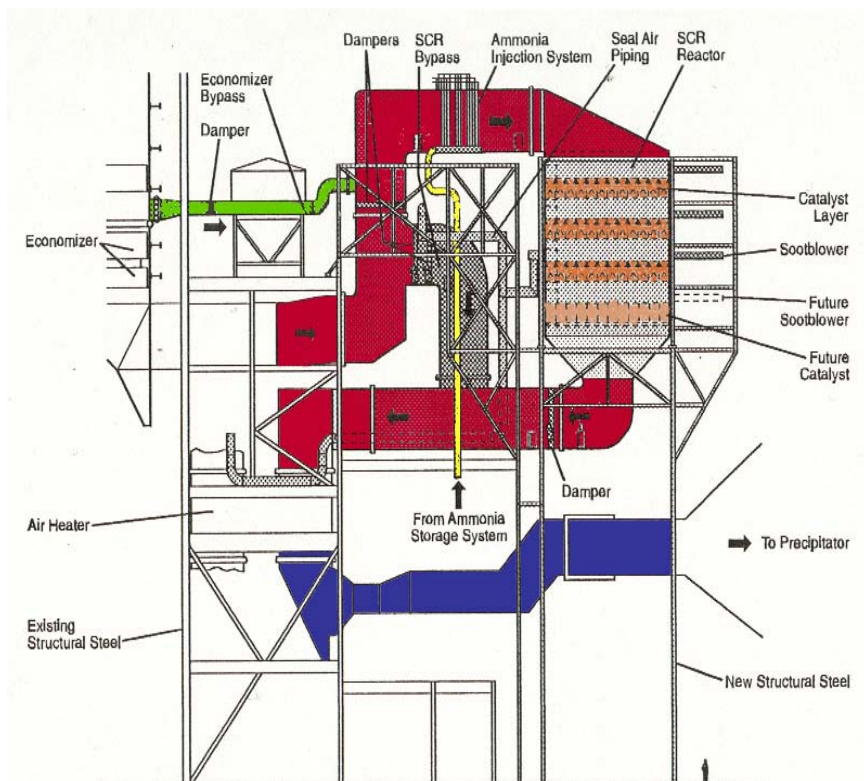 Dampers
SCR
Bypass
Ammonia
Injection System
Seal Air
Piping
SCR
Reactor
Economizer
Bypass
Damper
Economizer
Catalyst
Layer
Sootblower
Future
Sootblower
Future
Catalyst
Damper
From Ammonia
Storage System
Air Heater
To Precipitator
Existing
Structural Steel
New Structural Steel